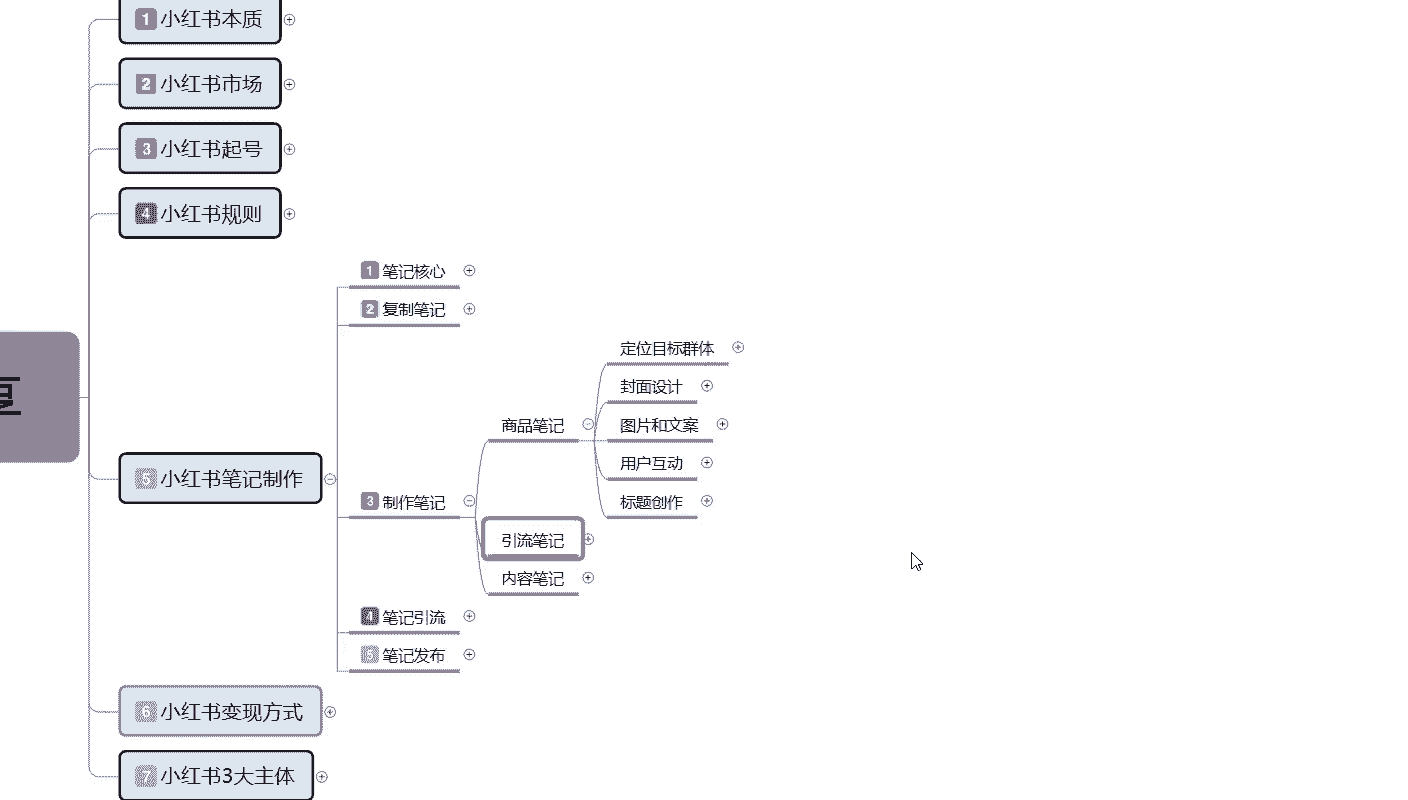 1 小红书本质
2 小红书市场
3 小红书起号
4 小红书规则
5 小红书笔记制作
1 笔记核心
2 复制笔记
3 制作笔记
商品笔记
定位目标群体
封面设计
图片和文案
用户互动
标题创作
引流笔记
内容笔记
4 笔记引流
5 笔记发布
6 小红书变现方式
7 小红书3大主体